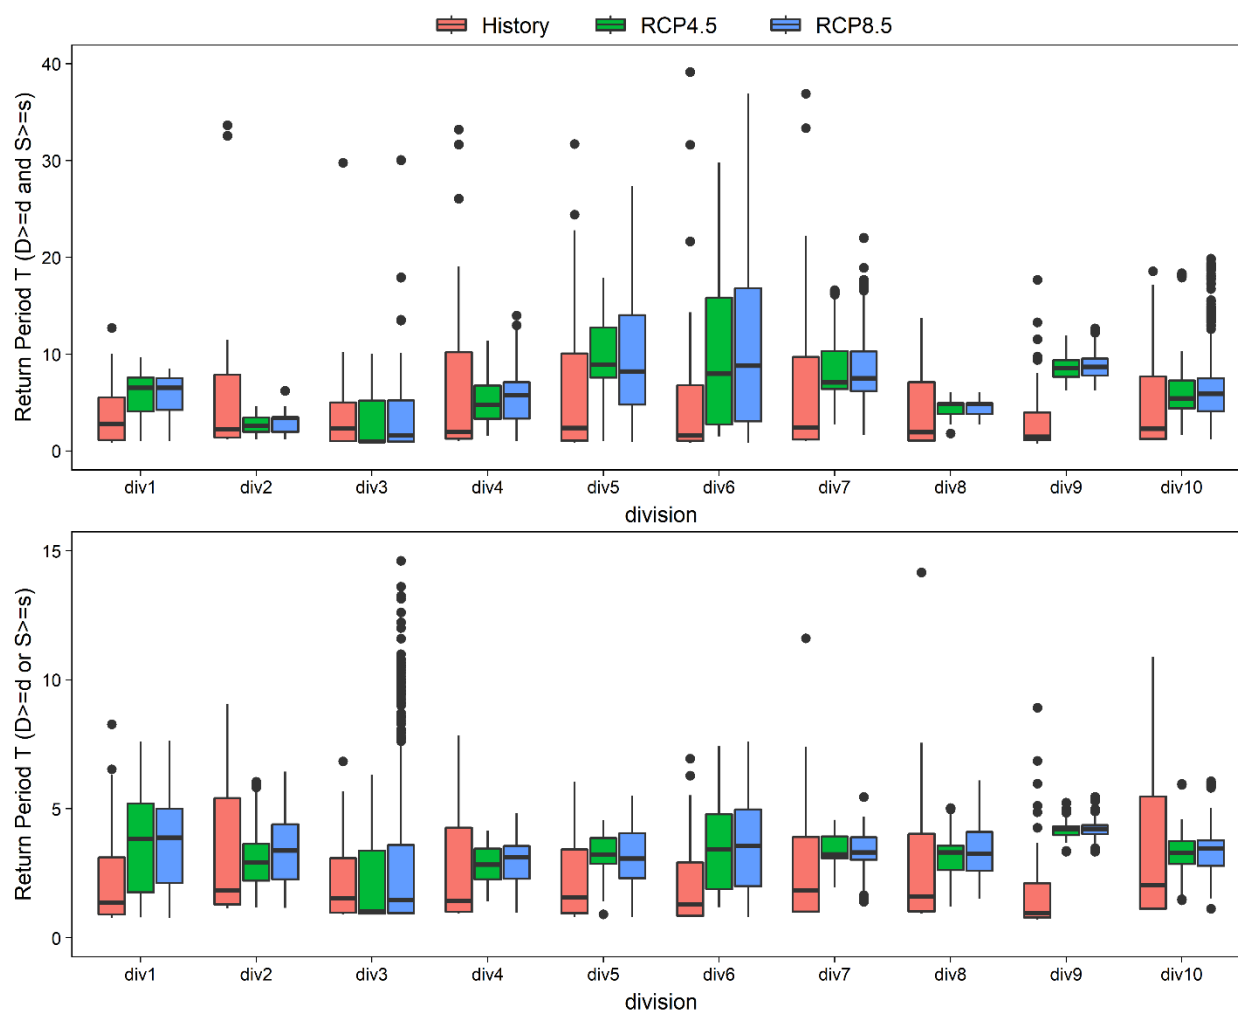 History RCP4.5 RCP8.5
Return Period T (D>=d and S>=s)
40
30
20
10
0
div1 div2 div3 div4 div5 div6 div7 div8 div9 div10
division
Return Period T (D>=d or S>=s)
15
10
5
0
div1 div2 div3 div4 div5 div6 div7 div8 div9 div10
division